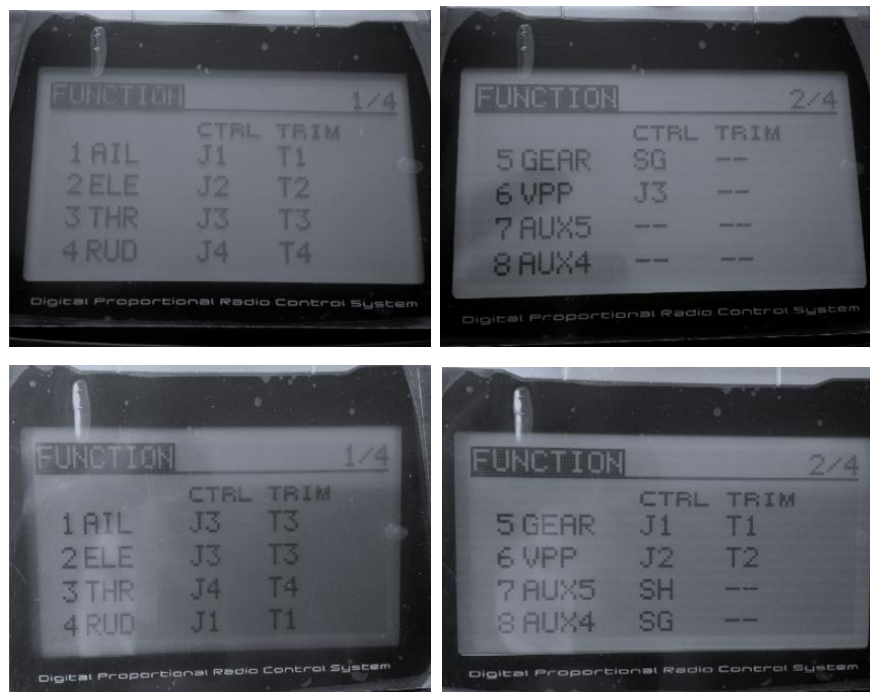 FUNCTION 1/4
CTRL TRIM
1 AIL J1 T1
2 ELE J2 T2
3 THR J3 T3
4 RUD J4 T4
Digital Proportional Radio Control System
FUNCTION 2/4
CTRL TRIM
5 GEAR SG --
6 VPP J3 --
7 AUX5 -- --
8 AUX4 -- --
Digital Proportional Radio Control System
FUNCTION 1/4
CTRL TRIM
1 AIL J3 T3
2 ELE J3 T3
3 THR J4 T4
4 RUD J1 T1
Digital Proportional Radio Control System
FUNCTION 2/4
CTRL TRIM
5 GEAR J1 T1
6 VPP J2 T2
7 AUX5 SH --
8 AUX4 SG --
Digital Proportional Radio Control System